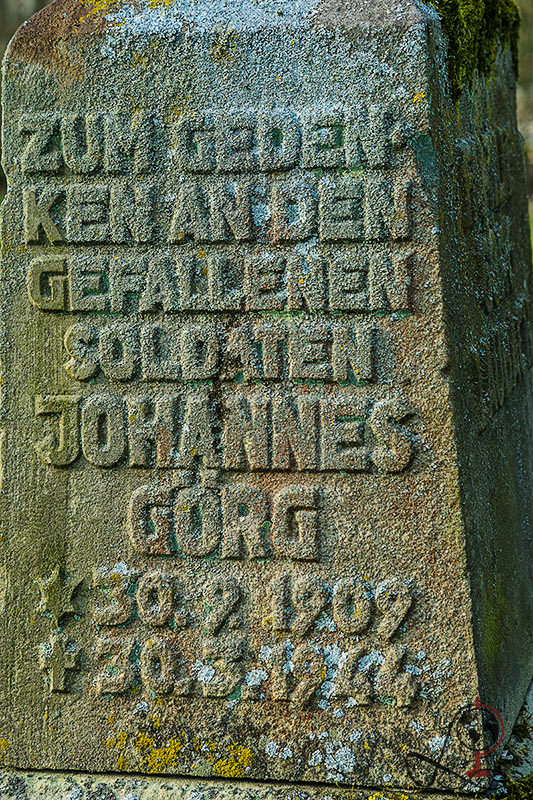 ZUM GEDEN-
KEN AN DEN
GEFALLENEN
SOLDATEN
JOHANNES
GÖRG
30.9.1909
30.3.1944